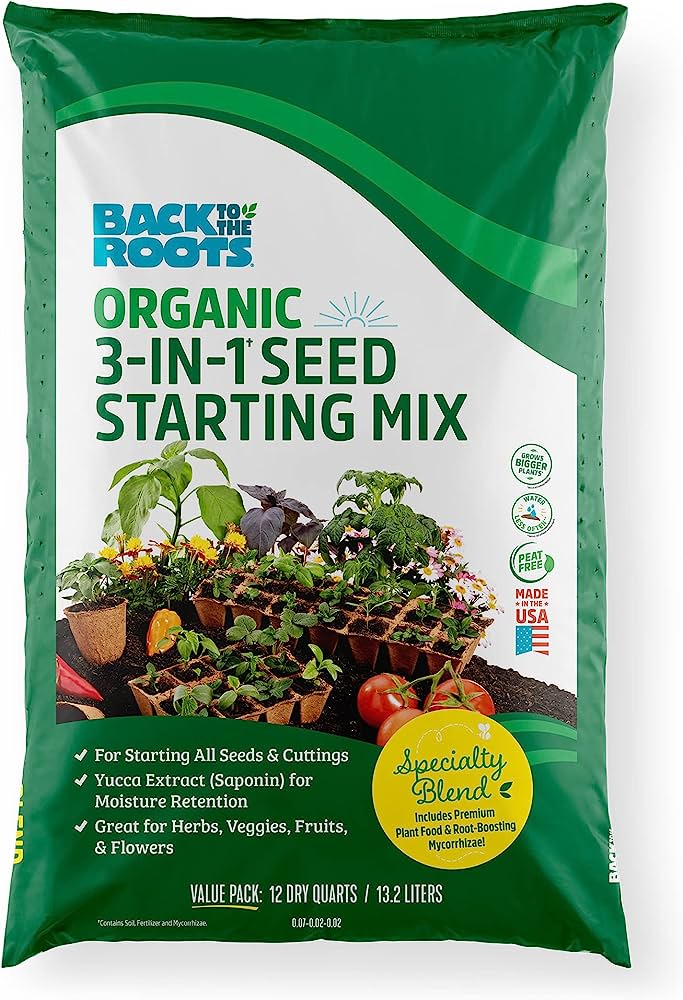 BACK TO THE
ROOTS
ORGANIC
3-IN-1† SEED
STARTING MIX
GROWS
BIGGER
PLANTS
WATER
LESS OFTEN
PEAT
FREE
MADE
IN THE
USA
✓ For Starting All Seeds & Cuttings
✓ Yucca Extract (Saponin) for
Moisture Retention
✓ Great for Herbs, Veggies, Fruits,
& Flowers
Specialty
Blend
Includes Premium
Plant Food & Root-Boosting
Mycorrhizae!
VALUE PACK: 12 DRY QUARTS / 13.2 LITERS
†Contains Soil, Fertilizer and Mycorrhizae.
0.07-0.02-0.02
BACK